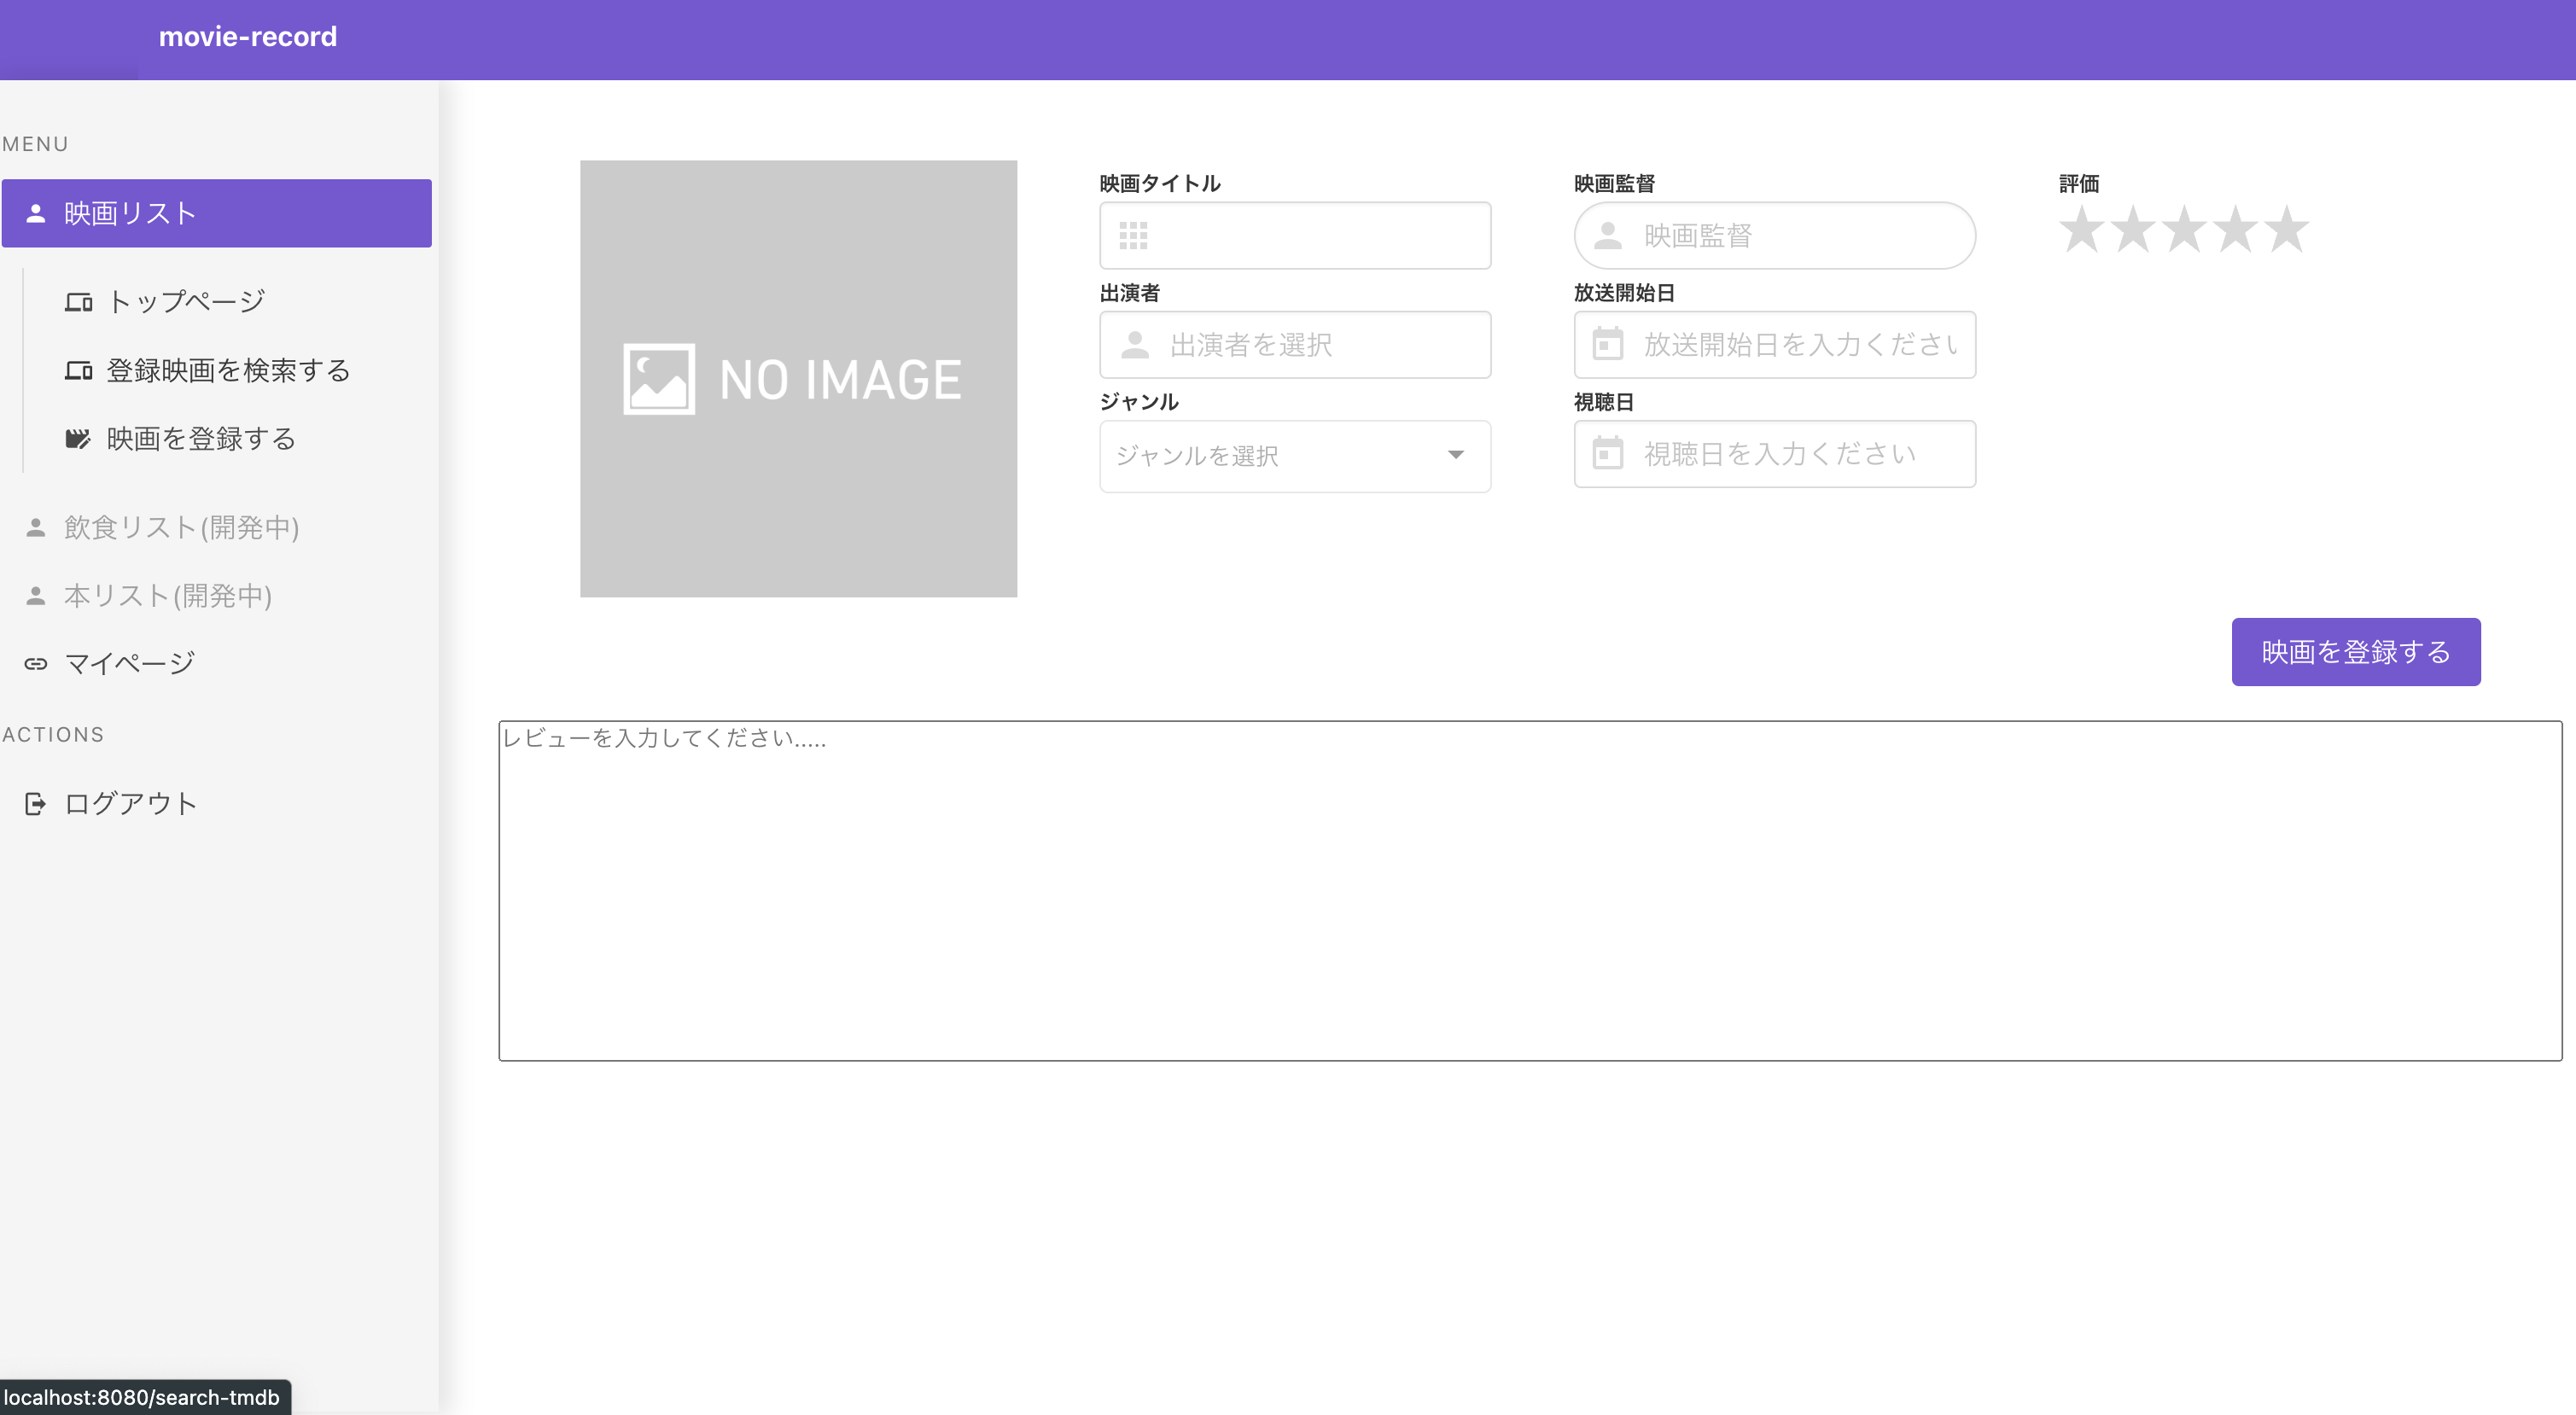 movie-record
MENU
映画リスト
トップページ
登録映画を検索する
映画を登録する
飲食リスト(開発中)
本リスト(開発中)
マイページ
ACTIONS
ログアウト
NO IMAGE
映画タイトル
出演者
出演者を選択
ジャンル
ジャンルを選択
映画監督
映画監督
放送開始日
放送開始日を入力ください
視聴日
視聴日を入力ください
評価
映画を登録する
レビューを入力してください.....
localhost:8080/search-tmdb